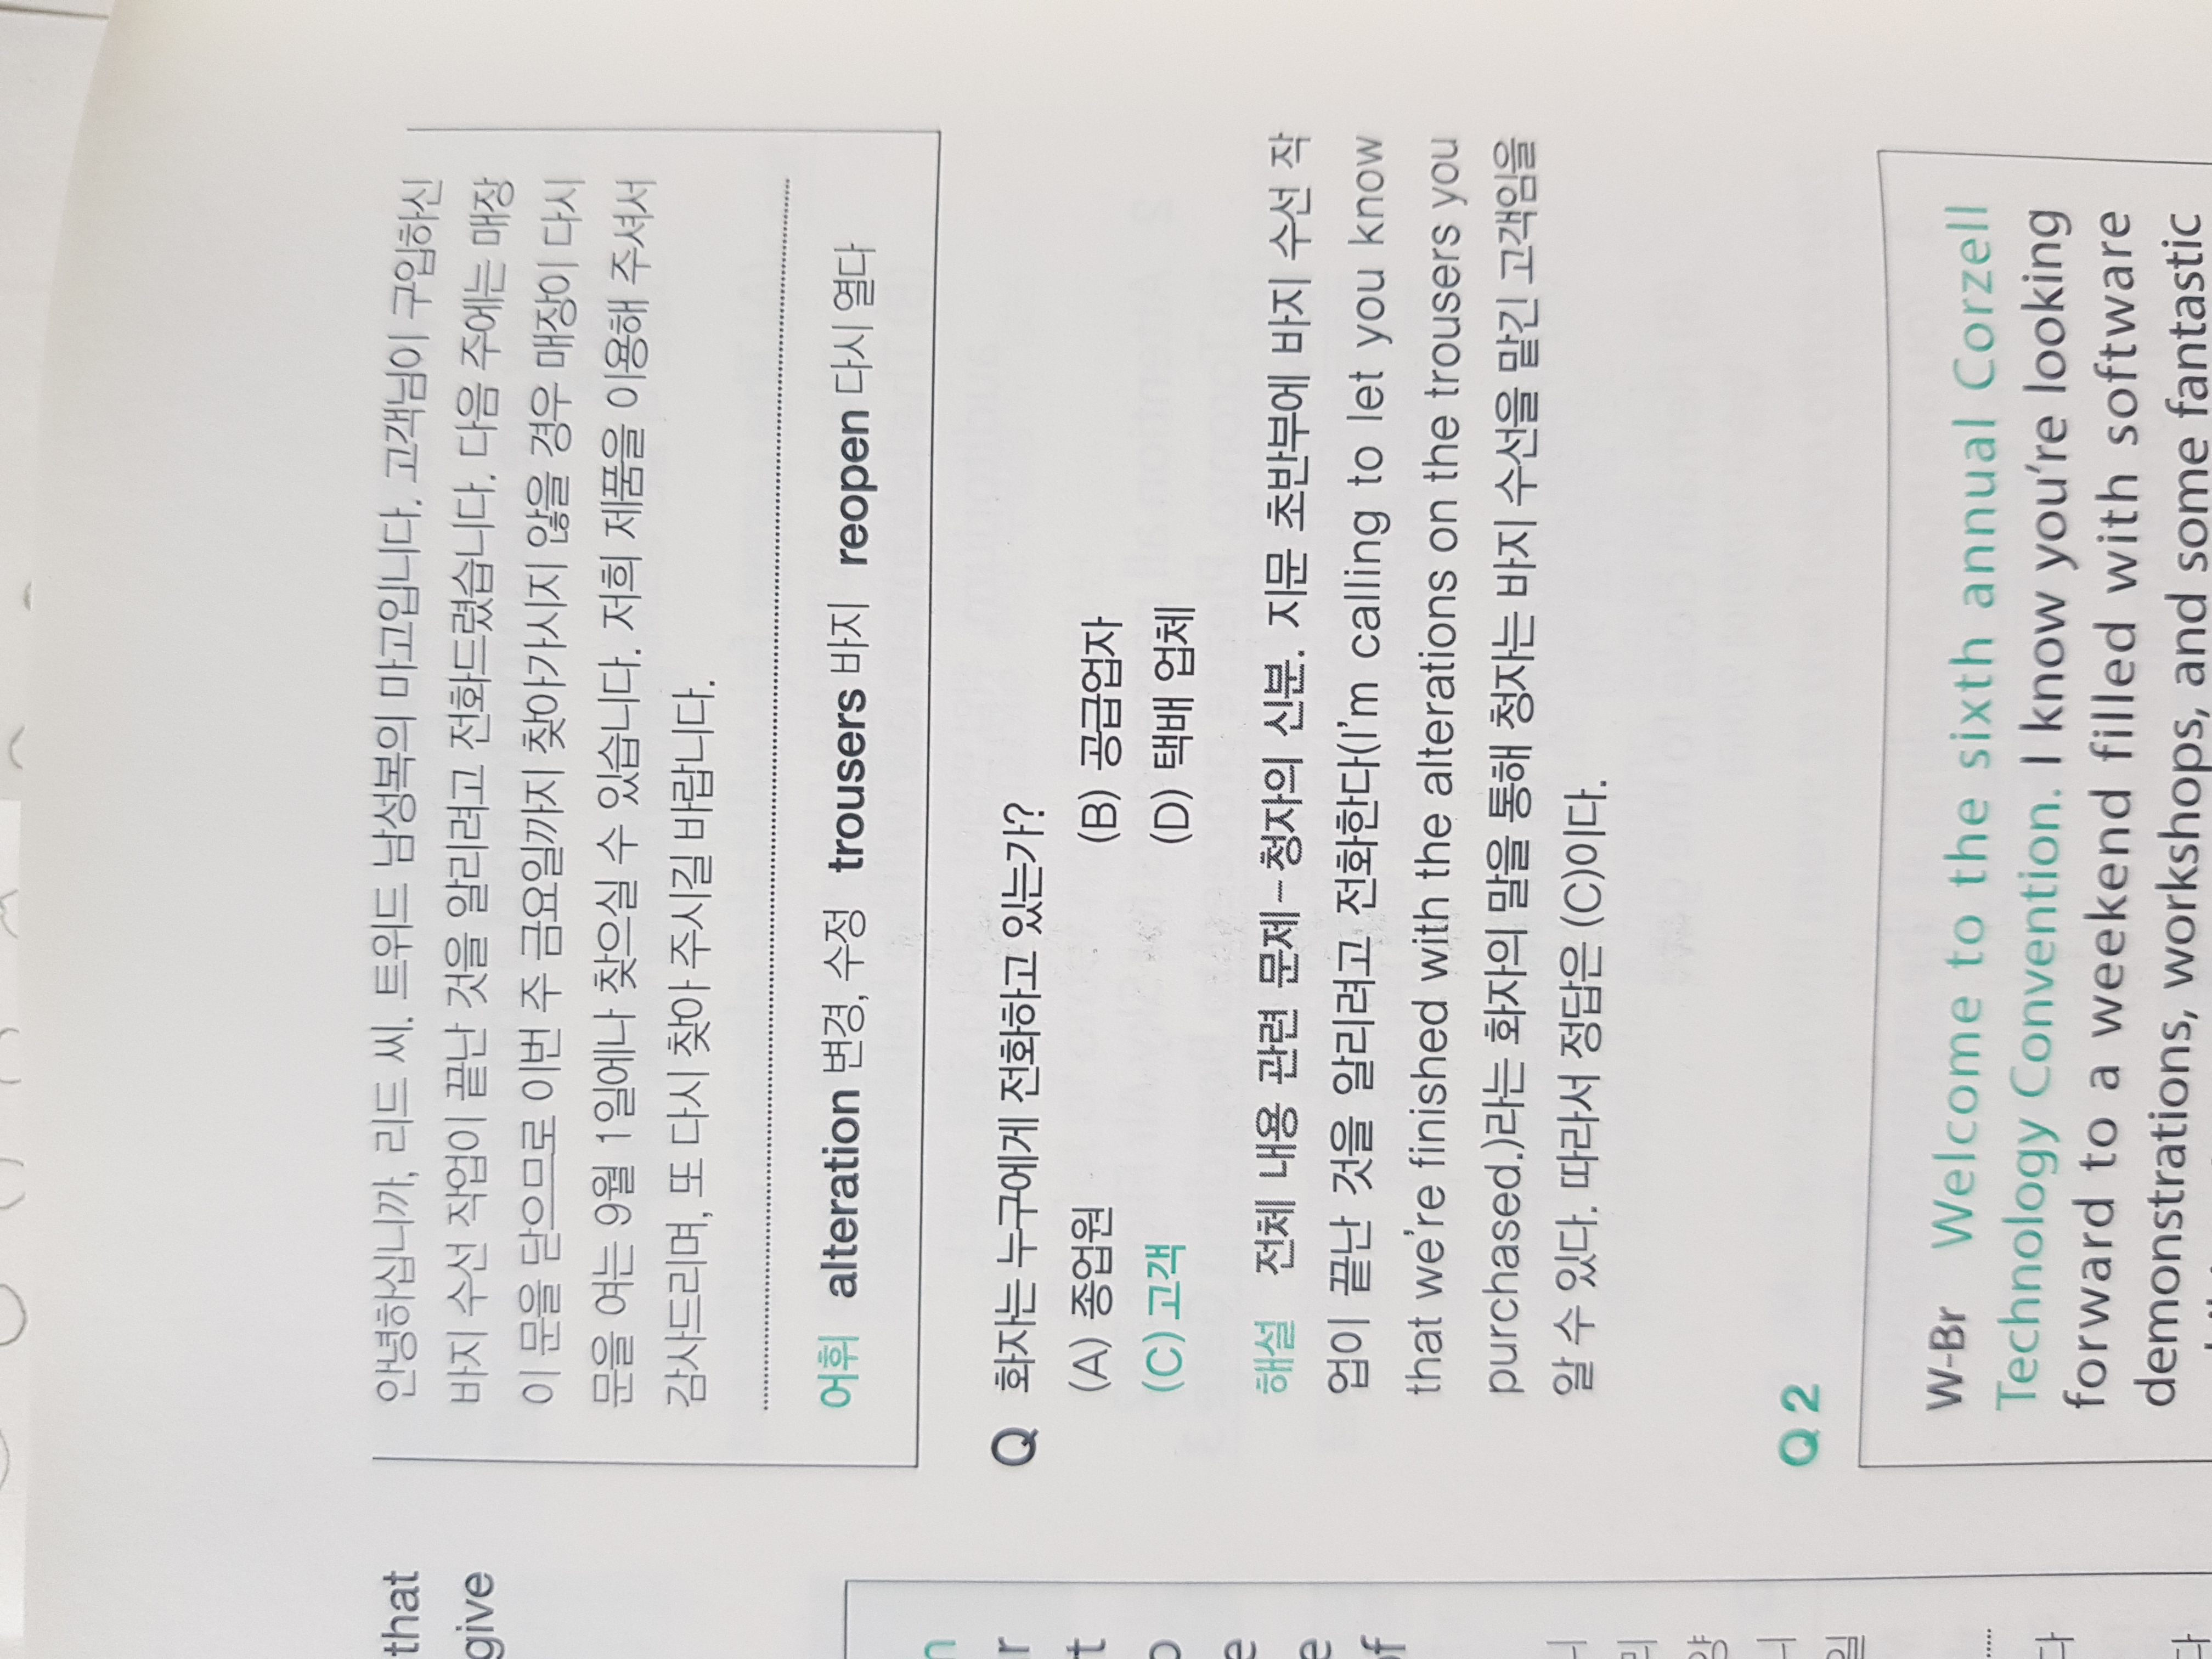 that
give
안녕하십니까, 리드 씨. 트위드 남성복의 마고입니다. 고객님이 구입하신
바지 수선 작업이 끝난 것을 알리려고 전화드렸습니다. 다음 주에는 매장
이 문을 닫으므로 이번 주 금요일까지 찾아가시지 않을 경우 매장이 다시
문을 여는 9월 1일에나 찾으실 수 있습니다. 저희 제품을 이용해 주셔서
감사드리며, 또 다시 찾아 주시길 바랍니다.
어휘 alteration 변경, 수정 trousers 바지 reopen 다시 열다
Q 화자는 누구에게 전화하고 있는가?
(A) 종업원 (B) 공급업자
(C) 고객 (D) 택배 업체
해설 전체 내용 관련 문제 – 청자의 신분. 지문 초반부에 바지 수선 작
업이 끝난 것을 알리려고 전화한다(I'm calling to let you know
that we're finished with the alterations on the trousers you
purchased.)라는 화자의 말을 통해 청자는 바지 수선을 맡긴 고객임을
알 수 있다. 따라서 정답은 (C)이다.
Q 2
W-Br Welcome to the sixth annual Corzell
Technology Convention. I know you're looking
forward to a weekend filled with software
demonstrations, workshops, and some fantastic